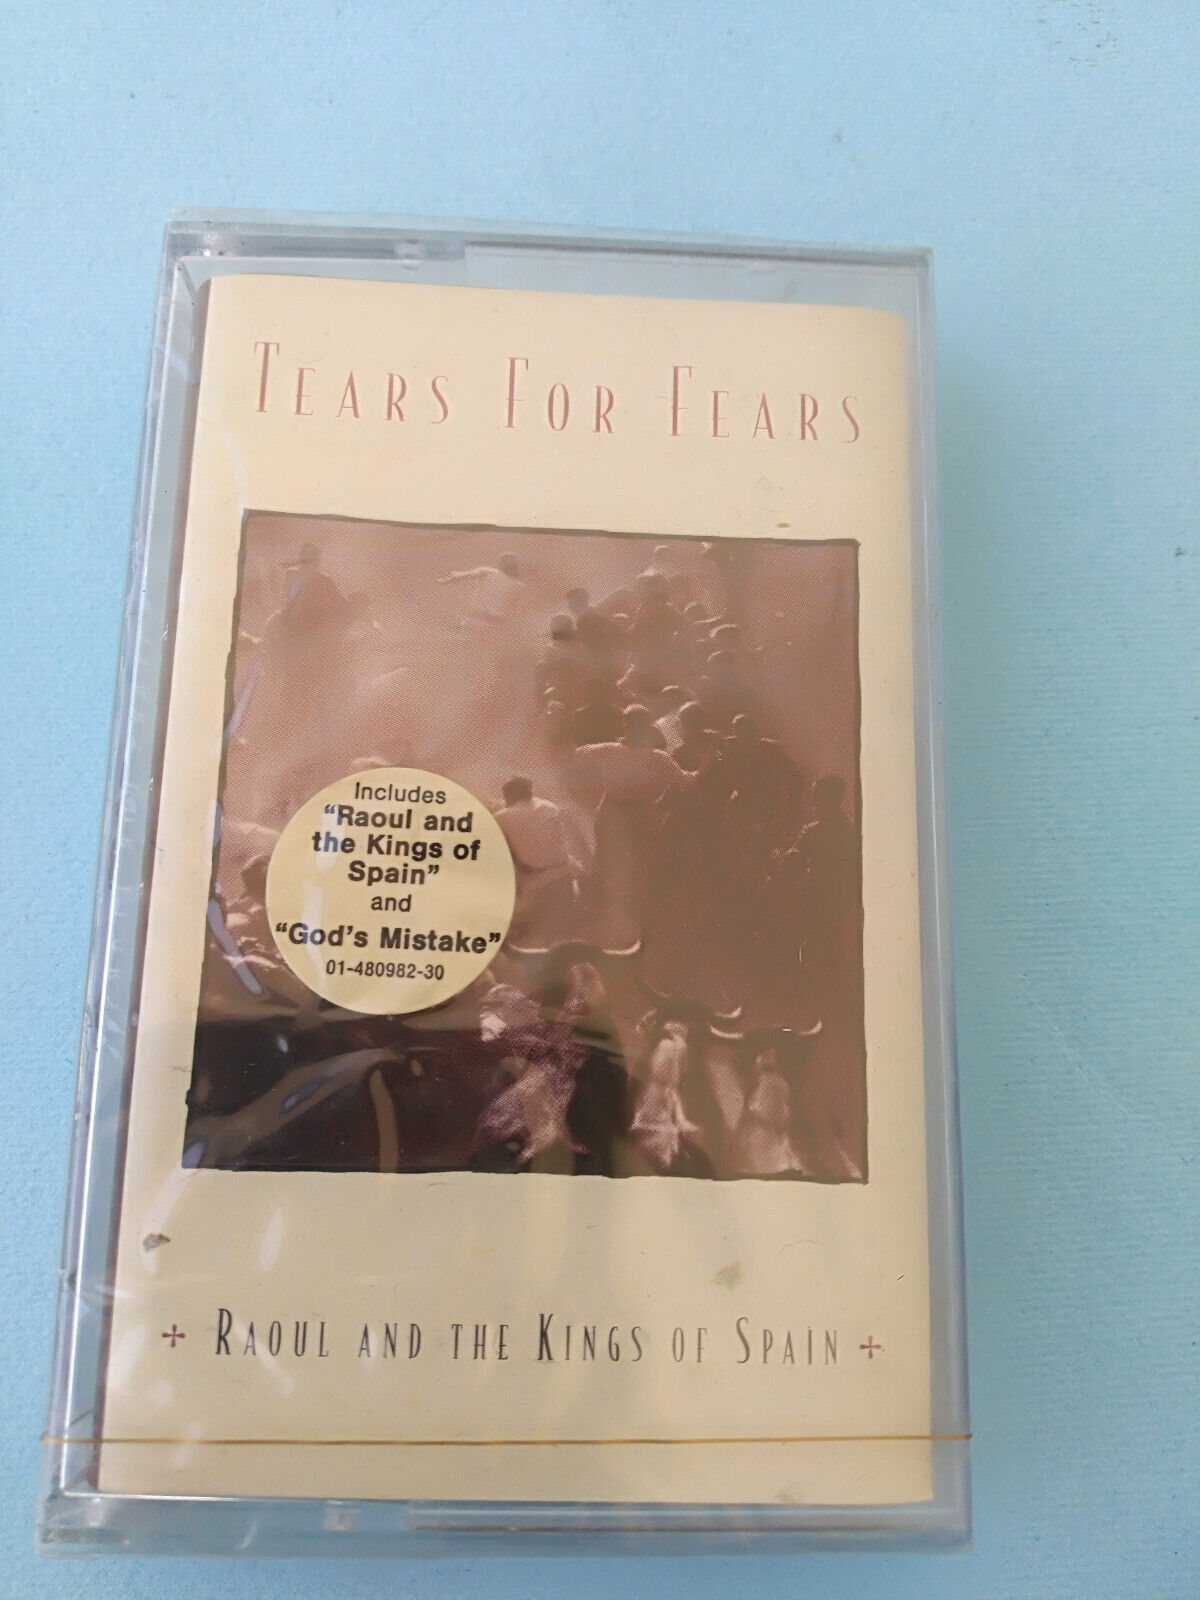 TEARS FOR FEARS
Includes
“Raoul and
the Kings of
Spain”
and
“God's Mistake”
01-480982-30
RAOUL AND THE KINGS OF SPAIN